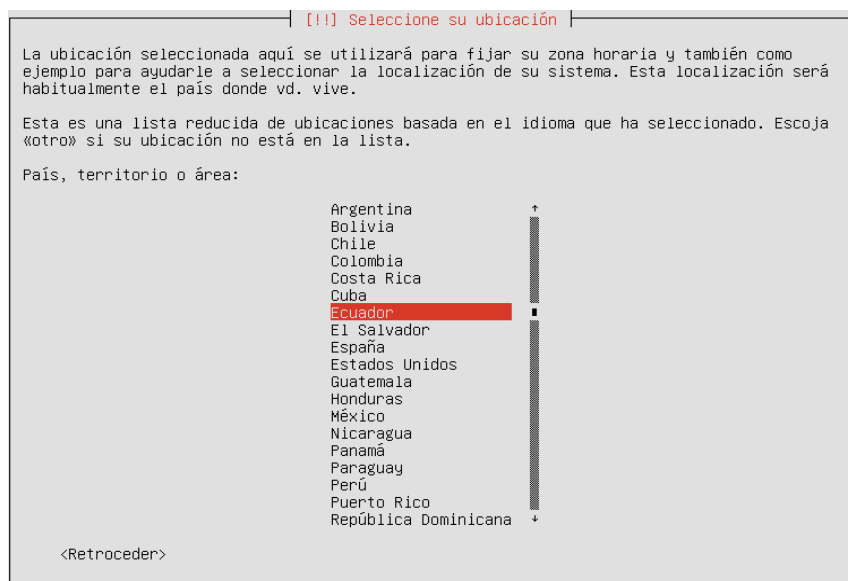 [!!] Seleccione su ubicación
La ubicación seleccionada aquí se utilizará para fijar su zona horaria y también como
ejemplo para ayudarle a seleccionar la localización de su sistema. Esta localización será
habitualmente el país donde vd. vive.
Esta es una lista reducida de ubicaciones basada en el idioma que ha seleccionado. Escoja
«otro» si su ubicación no está en la lista.
País, territorio o área:
Argentina
Bolivia
Chile
Colombia
Costa Rica
Cuba
Ecuador
El Salvador
España
Estados Unidos
Guatemala
Honduras
México
Nicaragua
Panamá
Paraguay
Perú
Puerto Rico
República Dominicana
<Retroceder>